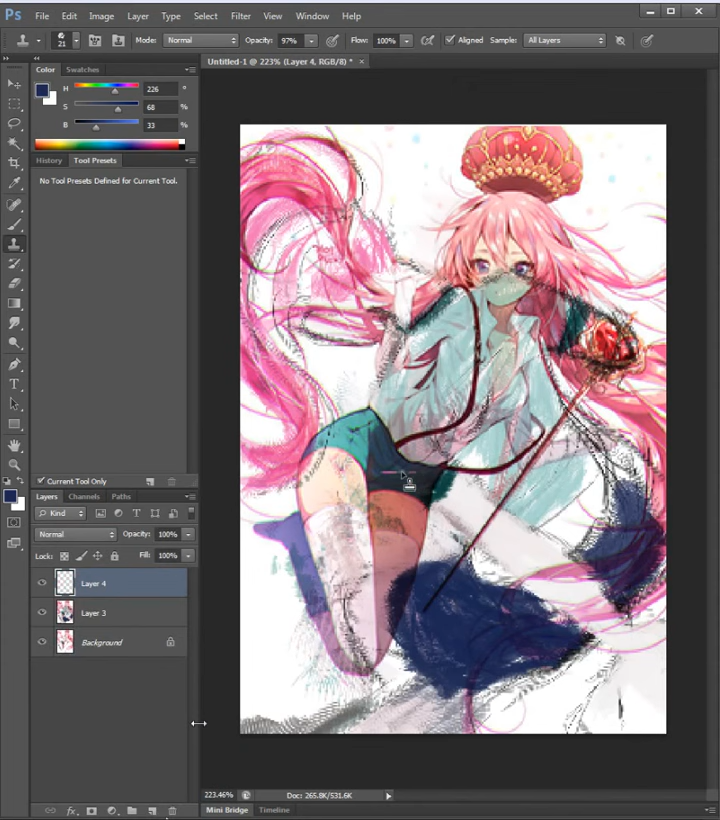 Ps File Edit Image Layer Type Select Filter View Window Help
21 Mode: Normal Opacity: 97% Flow: 100% Aligned Sample: All Layers
Color Swatches
Untitled-1 @ 223% (Layer 4, RGB/8) * ×
H 226 °
S 68 %
B 33 %
History Tool Presets
No Tool Presets Defined for Current Tool.
Current Tool Only
Layers Channels Paths
Kind
Normal Opacity: 100%
Lock: Fill: 100%
Layer 4
Layer 3
Background
223.46% Doc: 265.8K/531.6K
fx
Mini Bridge Timeline